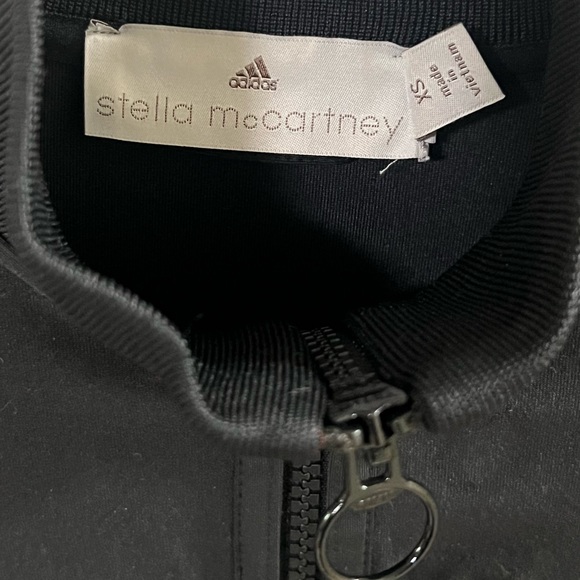 adidas
stella mccartney
XS
made
in
vietnam